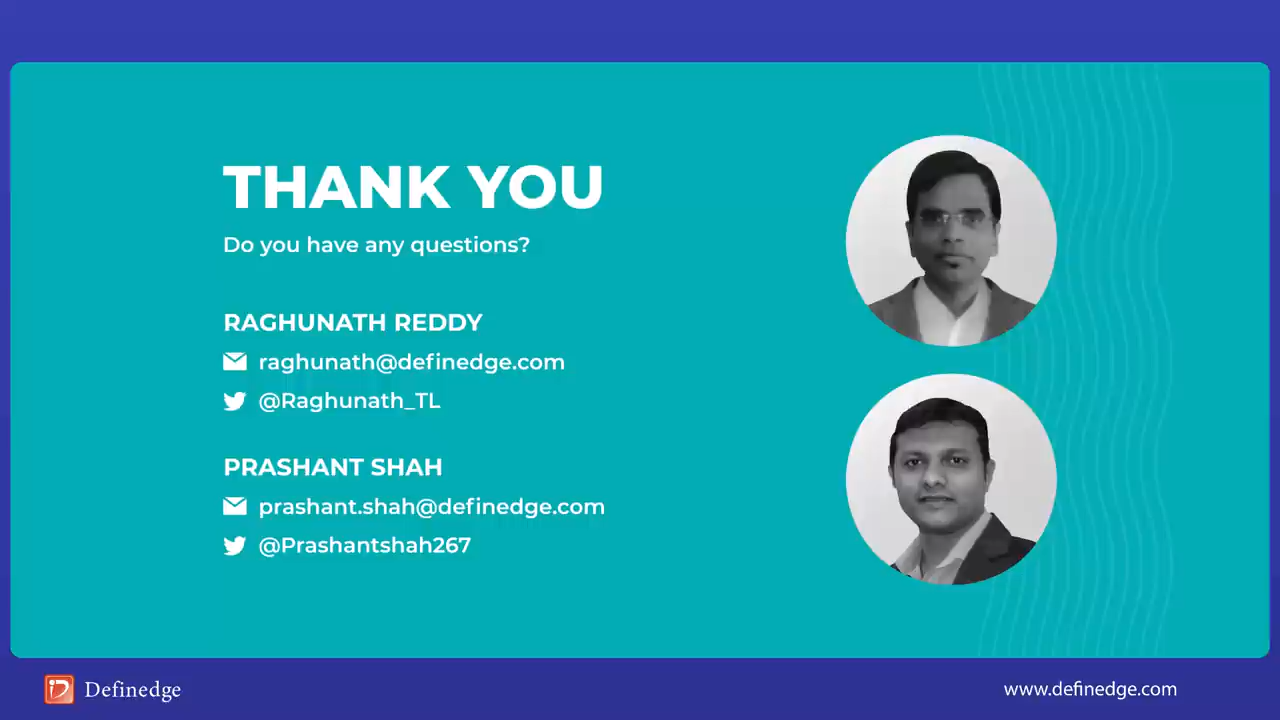 THANK YOU
Do you have any questions?
RAGHUNATH REDDY
raghunath@definedge.com
@Raghunath_TL
PRASHANT SHAH
prashant.shah@definedge.com
@Prashantshah267
Definedge
www.definedge.com